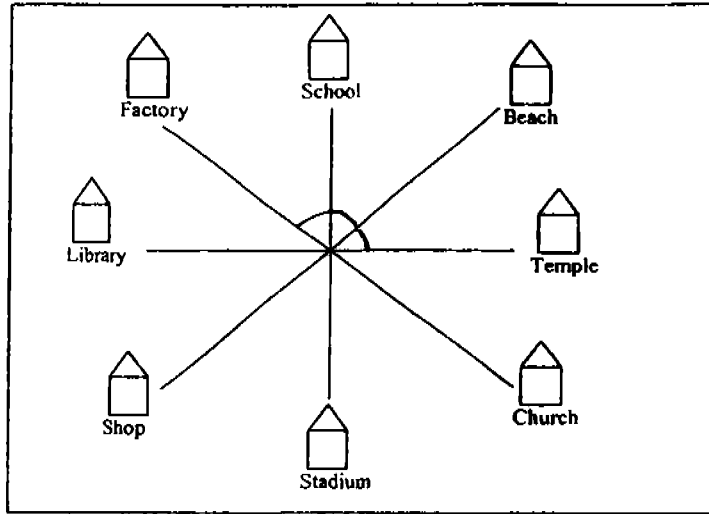 School
Factory
Beach
Library
Temple
Shop
Church
Stadium